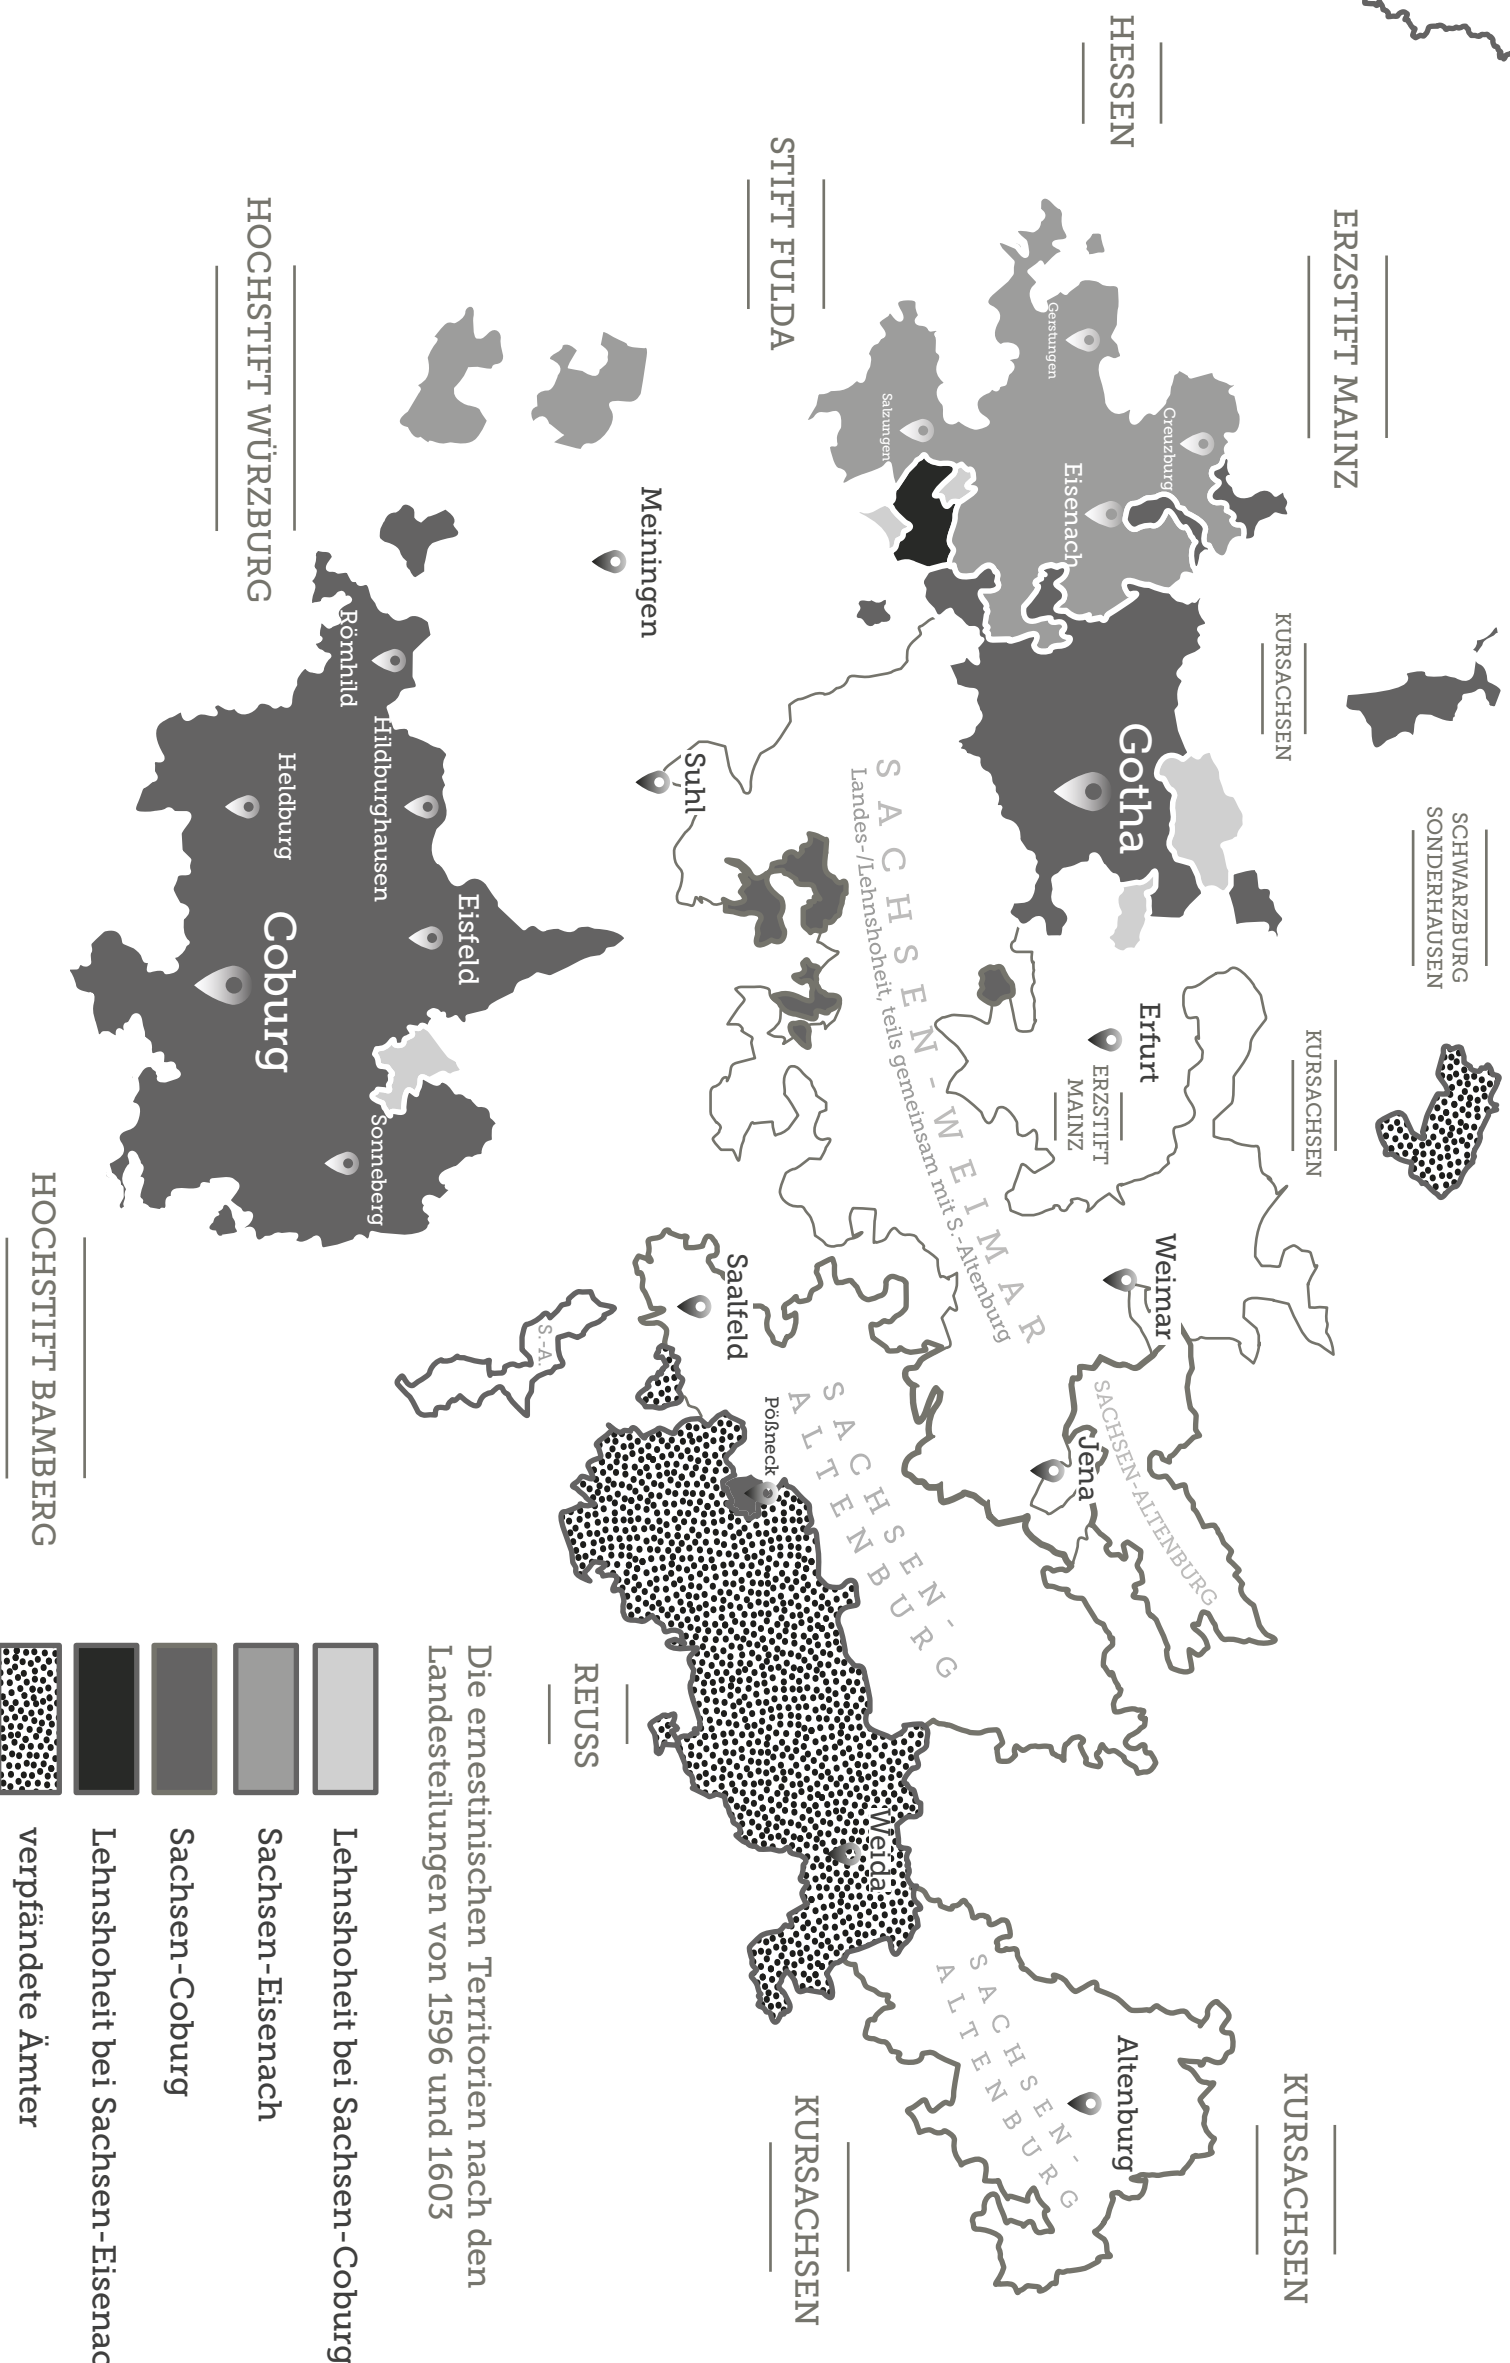 HESSEN
ERZSTIFT MAINZ
KURSACHSEN
SCHWARZBURG
SONDERHAUSEN
KURSACHSEN
KURSACHSEN
STIFT FULDA
Gerstungen
Creuzburg
Salzungen
Eisenach
Gotha
Erfurt
ERZSTIFT
MAINZ
Weimar
SACHSEN-WEIMAR
Landes-/Lehnshoheit, teils gemeinsam mit S.-Altenburg
SACHSEN-ALTENBURG
Jena
Altenburg
SACHSEN-
ALTENBURG
SACHSEN-
ALTENBURG
KURSACHSEN
Meiningen
Suhl
Saalfeld
Pößneck
Weida
S.-A.
REUSS
HOCHSTIFT WÜRZBURG
Römhild
Hildburghausen
Heldburg
Eisfeld
Coburg
Sonneberg
HOCHSTIFT BAMBERG
Die ernestinischen Territorien nach den
Landesteilungen von 1596 und 1603
Lehnshoheit bei Sachsen-Coburg
Sachsen-Eisenach
Sachsen-Coburg
Lehnshoheit bei Sachsen-Eisenac
verpfändete Ämter